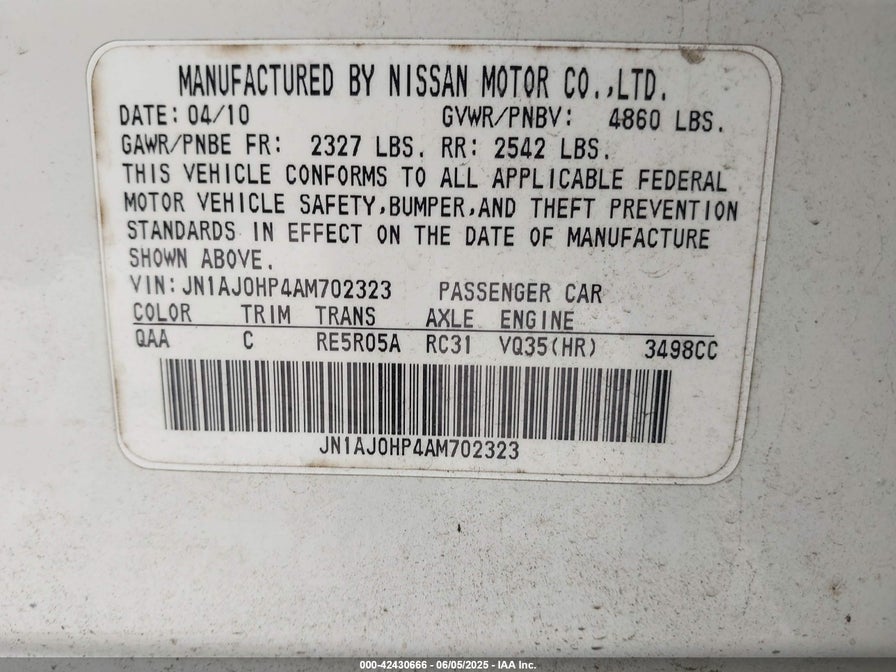 MANUFACTURED BY NISSAN MOTOR CO.,LTD.
DATE: 04/10 GVWR/PNBV: 4860 LBS.
GAWR/PNBE FR: 2327 LBS. RR: 2542 LBS.
THIS VEHICLE CONFORMS TO ALL APPLICABLE FEDERAL
MOTOR VEHICLE SAFETY,BUMPER,AND THEFT PREVENTION
STANDARDS IN EFFECT ON THE DATE OF MANUFACTURE
SHOWN ABOVE.
VIN:JN1AJ0HP4AM702323 PASSENGER CAR
COLOR TRIM TRANS AXLE ENGINE
QAA C RE5R05A RC31 VQ35(HR) 3498CC
JN1AJ0HP4AM702323
000-42430666 - 06/05/2025 - IAA Inc.